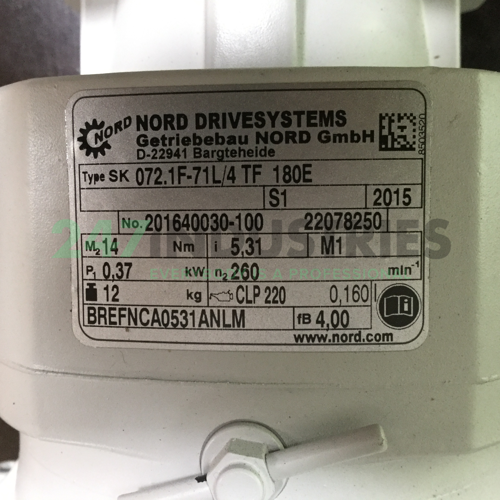 NORD
NORD DRIVESYSTEMS
Getriebebau NORD GmbH
D-22941 Bargteheide
Type SK 072.1F-71L/4 TF 180E
S1 2015
No. 201640030-100 22078250
247 INDUSTRIES
M2 14 Nm i 5,31 M1
P1 0,37 kW n2 260 min-1
12 kg CLP 220 0,160 l
BREFNCA0531ANLM fB 4,00
www.nord.com